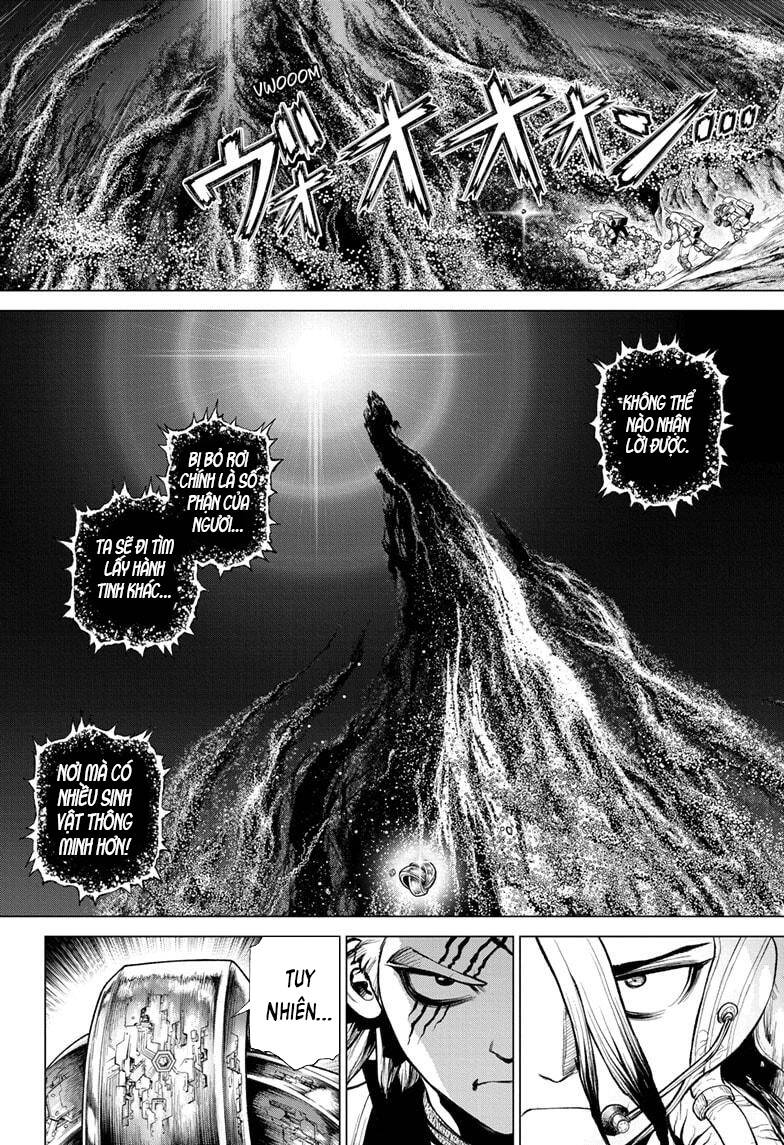 VWOOOM
ヴオオオオン...
KHÔNG THỂ
NÀO NHẬN
LỜI ĐƯỢC.
BỊ BỎ RƠI
CHÍNH LÀ SỐ
PHẬN CỦA
NGƯƠI...
TA SẼ ĐI TÌM
LẤY HÀNH
TINH KHÁC...
NƠI MÀ CÓ
NHIỀU SINH
VẬT THÔNG
MINH HƠN!
TUY
NHIÊN...